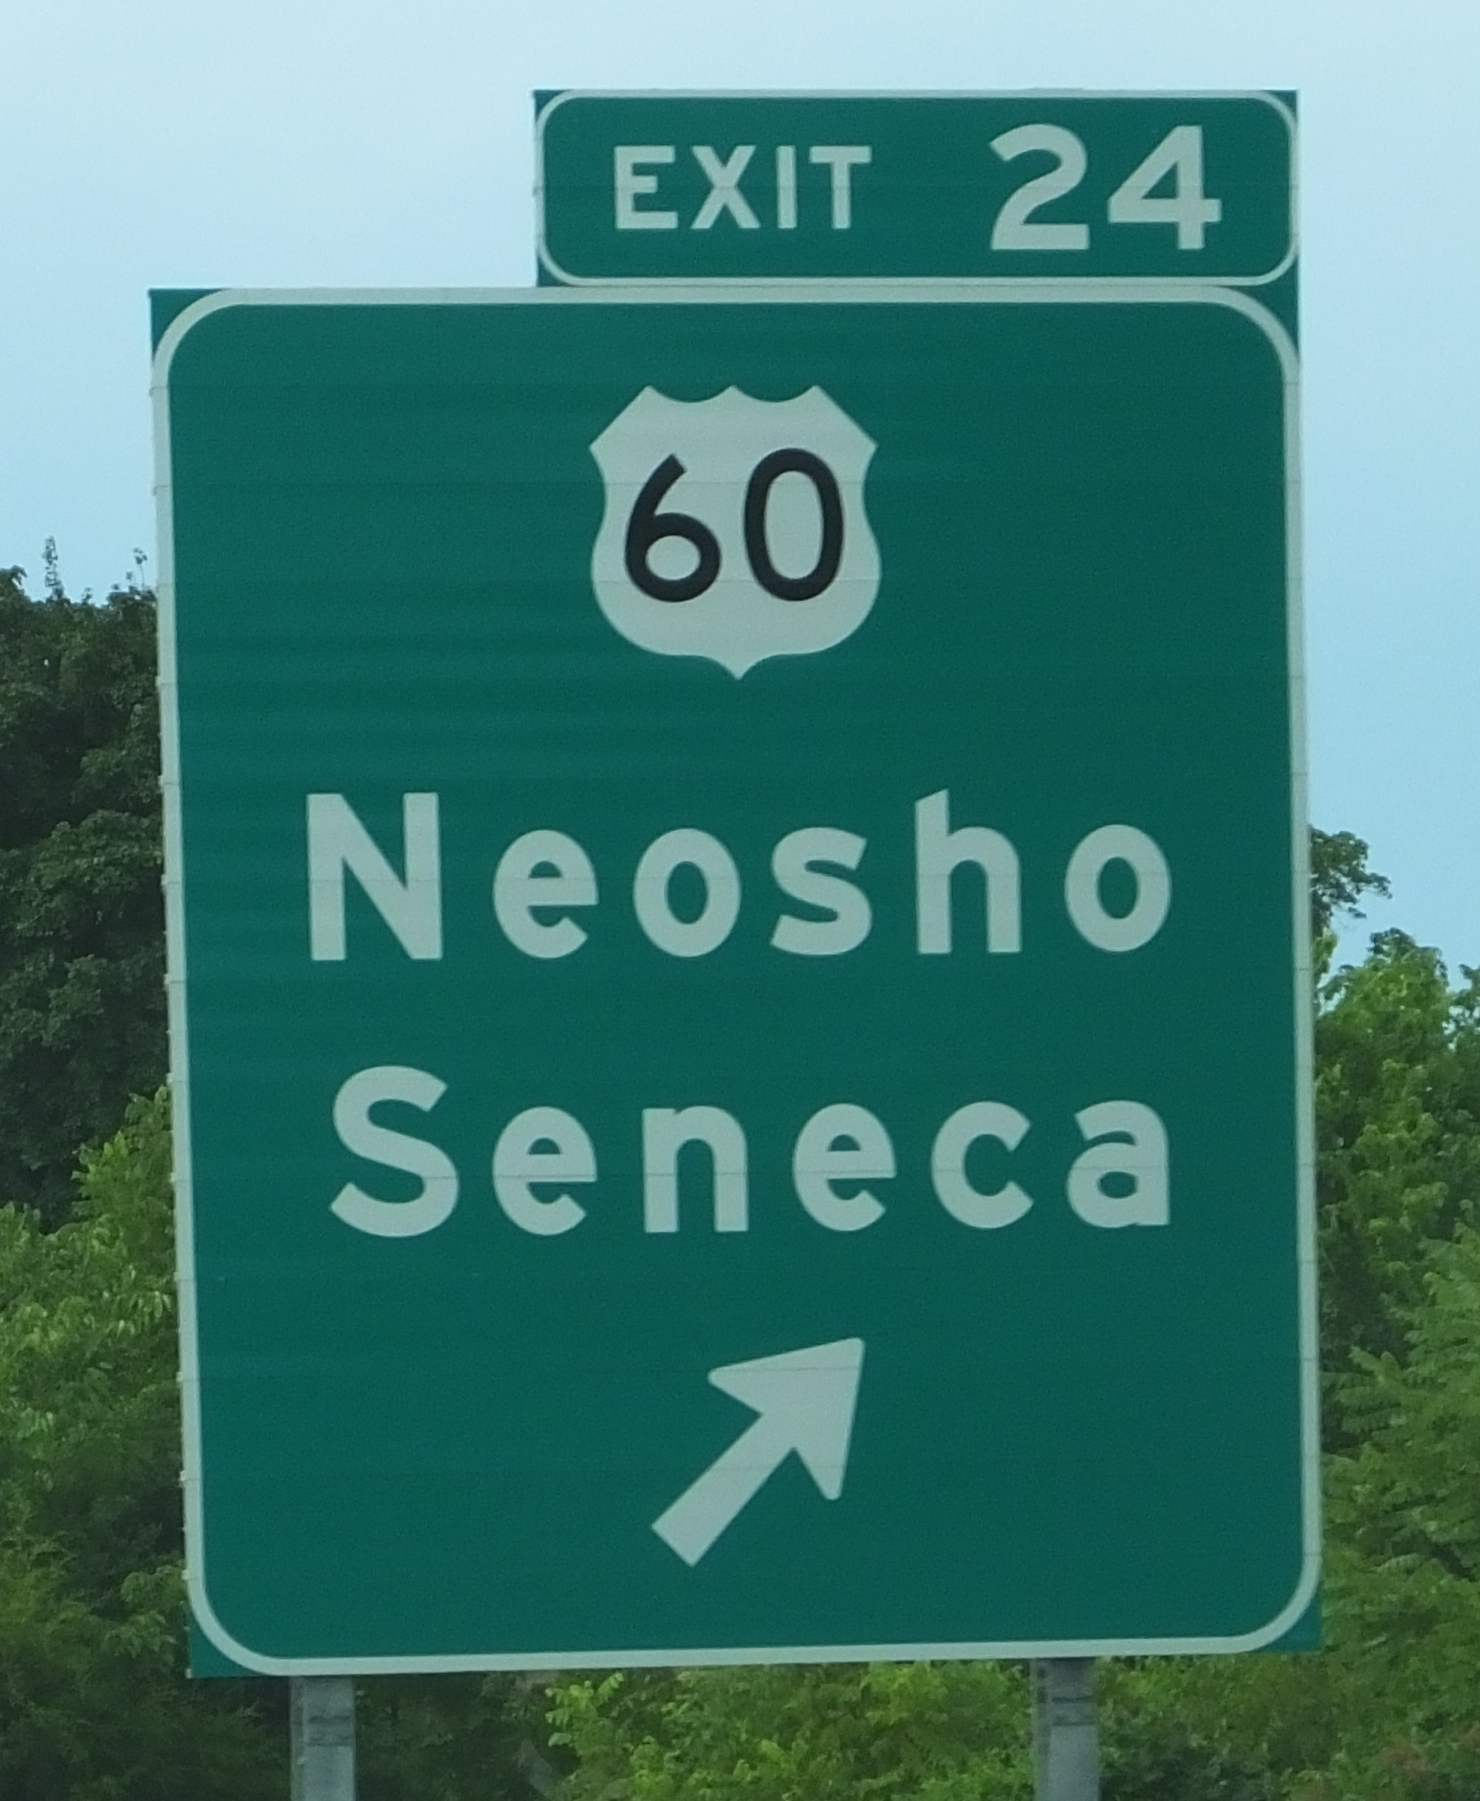 EXIT 24
60
Neosho
Seneca